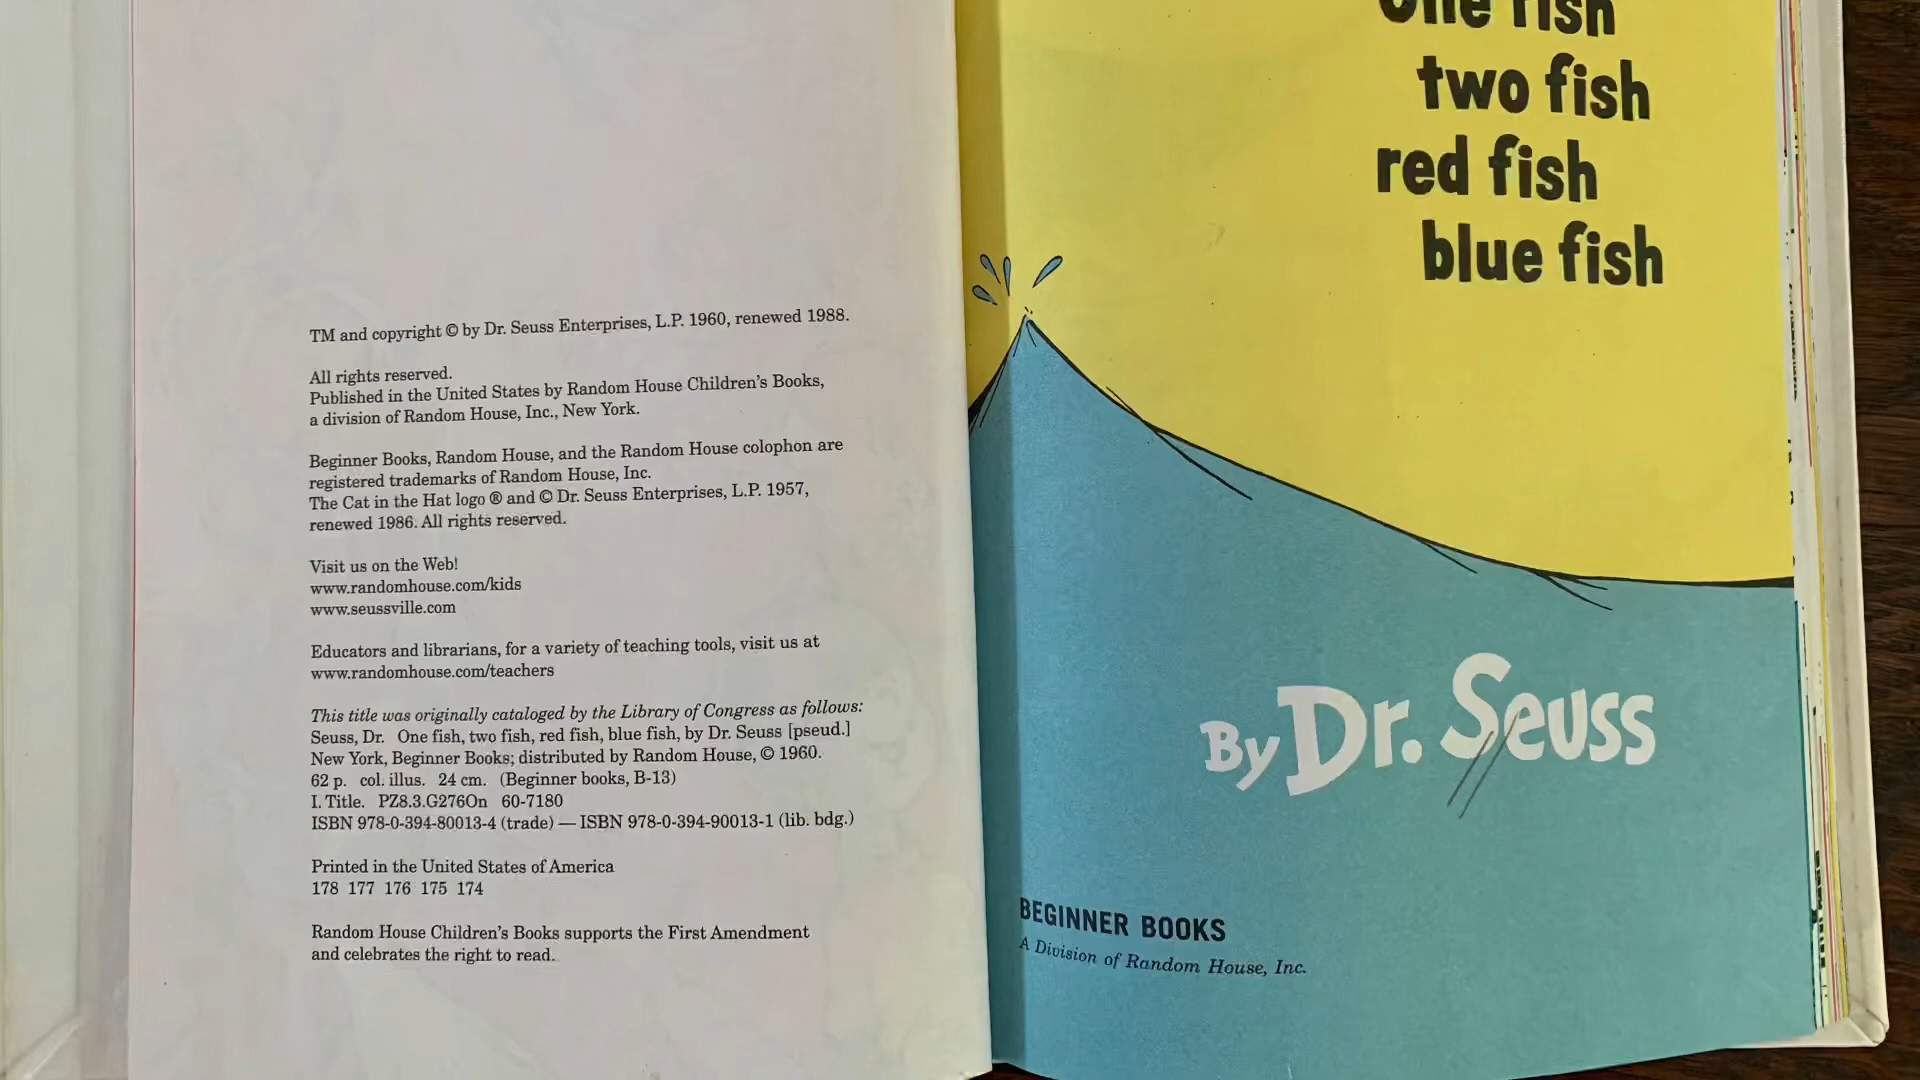 TM and copyright © by Dr. Seuss Enterprises, L.P. 1960, renewed 1988.
All rights reserved.
Published in the United States by Random House Children's Books,
a division of Random House, Inc., New York.
Beginner Books, Random House, and the Random House colophon are
registered trademarks of Random House, Inc.
The Cat in the Hat logo ® and © Dr. Seuss Enterprises, L.P. 1957,
renewed 1986. All rights reserved.
Visit us on the Web!
www.randomhouse.com/kids
www.seussville.com
Educators and librarians, for a variety of teaching tools, visit us at
www.randomhouse.com/teachers
This title was originally cataloged by the Library of Congress as follows:
Seuss, Dr. One fish, two fish, red fish, blue fish, by Dr. Seuss [pseud.]
New York, Beginner Books; distributed by Random House, © 1960.
62 p. col. illus. 24 cm. (Beginner books, B-13)
I. Title. PZ8.3.G276On 60-7180
ISBN 978-0-394-80013-4 (trade) — ISBN 978-0-394-90013-1 (lib. bdg.)
Printed in the United States of America
178 177 176 175 174
Random House Children's Books supports the First Amendment
and celebrates the right to read.
One fish
two fish
red fish
blue fish
By Dr. Seuss
BEGINNER BOOKS
A Division of Random House, Inc.